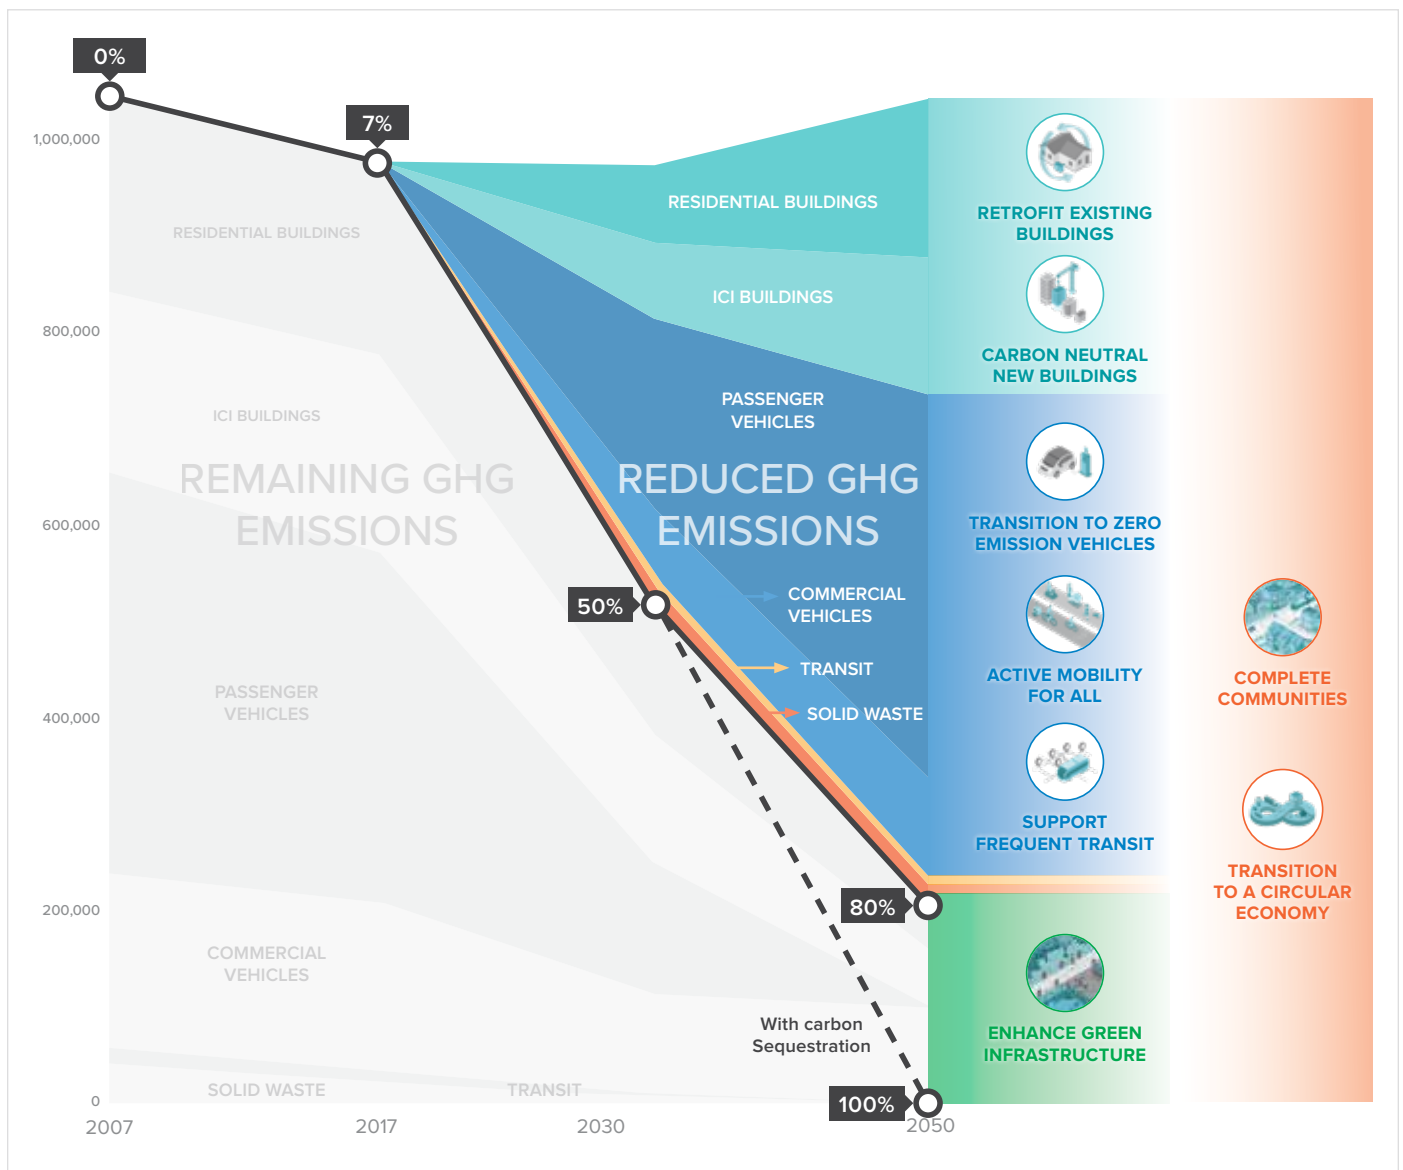 0%
7%
1,000,000
800,000
600,000
400,000
200,000
0
RESIDENTIAL BUILDINGS
ICI BUILDINGS
REMAINING GHG
EMISSIONS
PASSENGER
VEHICLES
COMMERCIAL
VEHICLES
SOLID WASTE
TRANSIT
RESIDENTIAL BUILDINGS
ICI BUILDINGS
PASSENGER
VEHICLES
REDUCED GHG
EMISSIONS
COMMERCIAL
VEHICLES
TRANSIT
SOLID WASTE
50%
80%
With carbon
Sequestration
100%
2007
2017
2030
2050
RETROFIT EXISTING
BUILDINGS
CARBON NEUTRAL
NEW BUILDINGS
TRANSITION TO ZERO
EMISSION VEHICLES
ACTIVE MOBILITY
FOR ALL
SUPPORT
FREQUENT TRANSIT
ENHANCE GREEN
INFRASTRUCTURE
COMPLETE
COMMUNITIES
TRANSITION
TO A CIRCULAR
ECONOMY